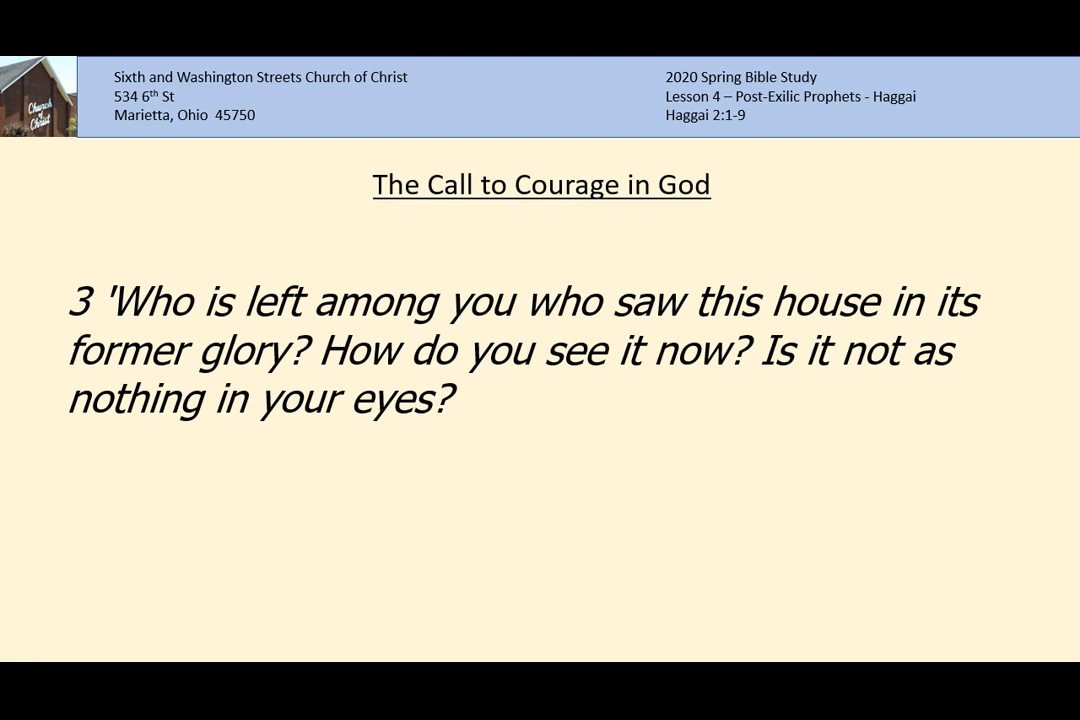 Church
of
Christ
Sixth and Washington Streets Church of Christ
534 6th St
Marietta, Ohio 45750
2020 Spring Bible Study
Lesson 4 – Post-Exilic Prophets - Haggai
Haggai 2:1-9
The Call to Courage in God
3 'Who is left among you who saw this house in its
former glory? How do you see it now? Is it not as
nothing in your eyes?